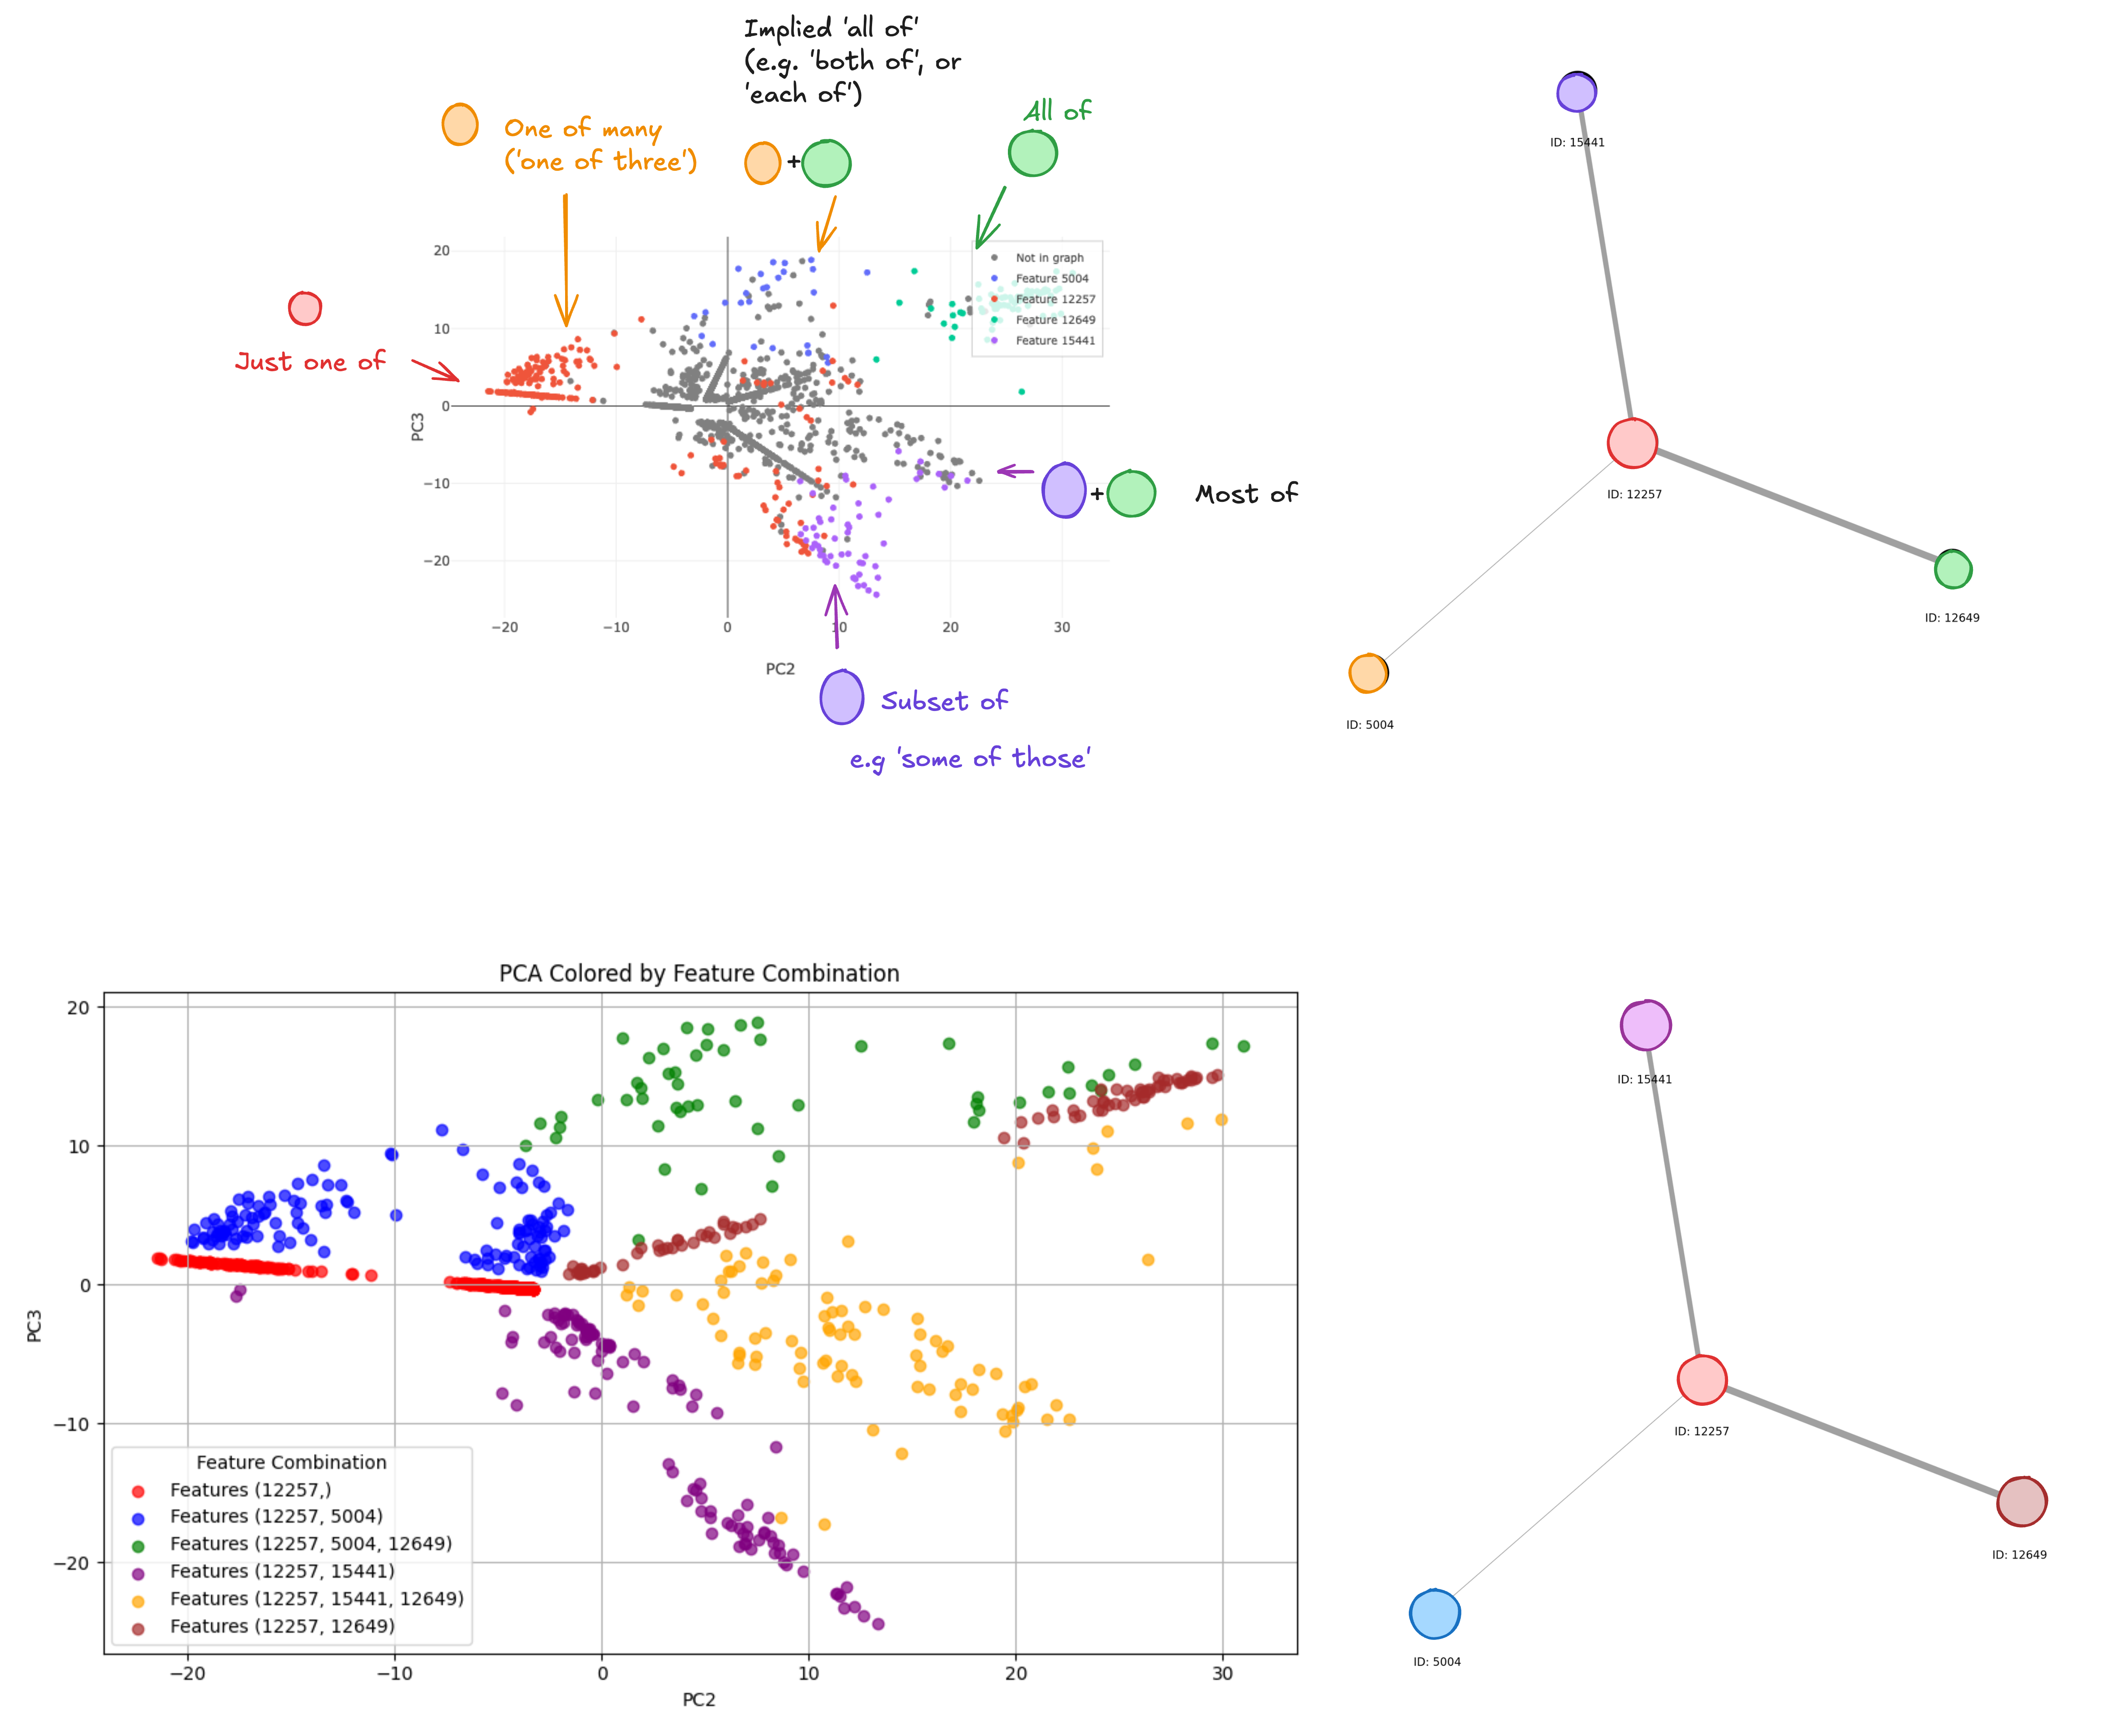 Implied 'all of'
(e.g. 'both of', or
'each of')
All of
One of many
('one of three')
+
Just one of
20
10
0
−10
−20
PC3
Not in graph
Feature 5004
Feature 12257
Feature 12649
Feature 15441
+
Most of
−20
−10
0
10
20
30
PC2
Subset of
e.g 'some of those'
ID: 15441
ID: 12257
ID: 12649
ID: 5004
PCA Colored by Feature Combination
20
10
0
−10
−20
PC3
Feature Combination
Features (12257,)
Features (12257, 5004)
Features (12257, 5004, 12649)
Features (12257, 15441)
Features (12257, 15441, 12649)
Features (12257, 12649)
−20
−10
0
10
20
30
PC2
ID: 15441
ID: 12257
ID: 12649
ID: 5004